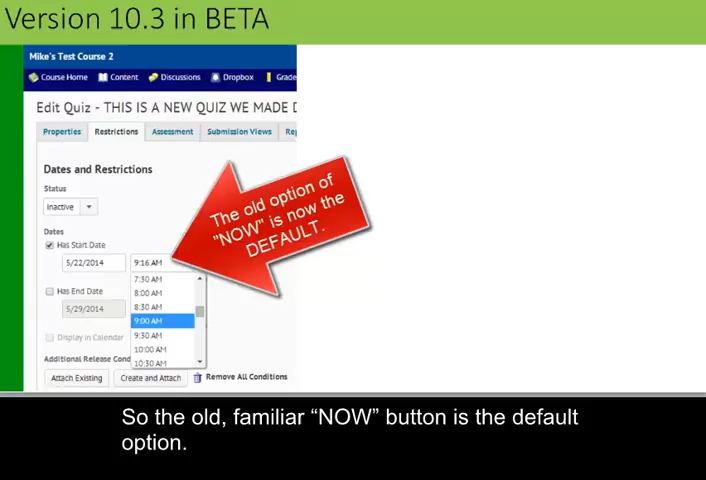 Version 10.3 in BETA
Mike's Test Course 2
Course Home Content Discussions Dropbox Grade
Edit Quiz - THIS IS A NEW QUIZ WE MADE D
Properties Restrictions Assessment Submission Views Rep
Dates and Restrictions
Status
Inactive
The old option of
"NOW" is now the
DEFAULT.
Dates
Has Start Date
5/22/2014 9:16 AM
7:30 AM
Has End Date 8:00 AM
5/29/2014 8:30 AM
9:00 AM
Display in Calendar 9:30 AM
10:00 AM
Additional Release Cond 10:30 AM
Attach Existing Create and Attach Remove All Conditions
So the old, familiar “NOW” button is the default
option.